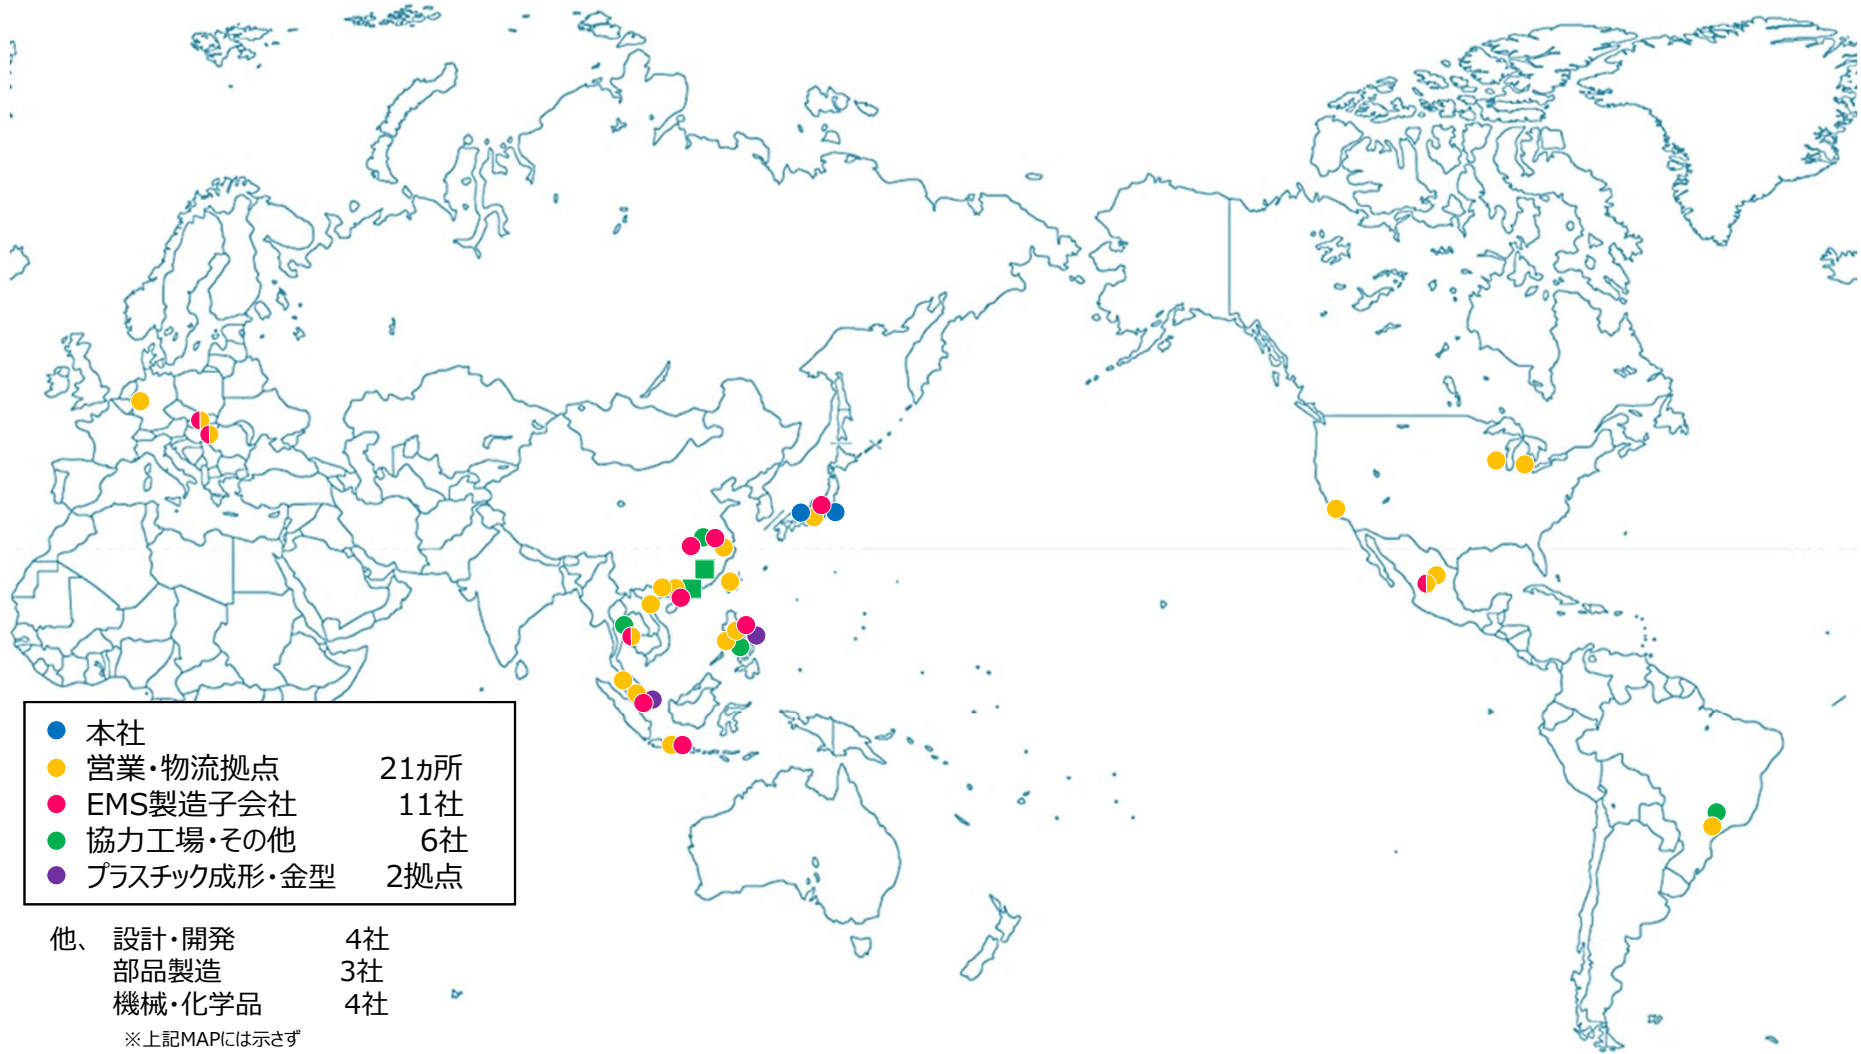 本社
営業・物流拠点 21ヵ所
EMS製造子会社 11社
協力工場・その他 6社
プラスチック成形・金型 2拠点
他、 設計・開発 4社
部品製造 3社
機械・化学品 4社
※上記MAPには示さず